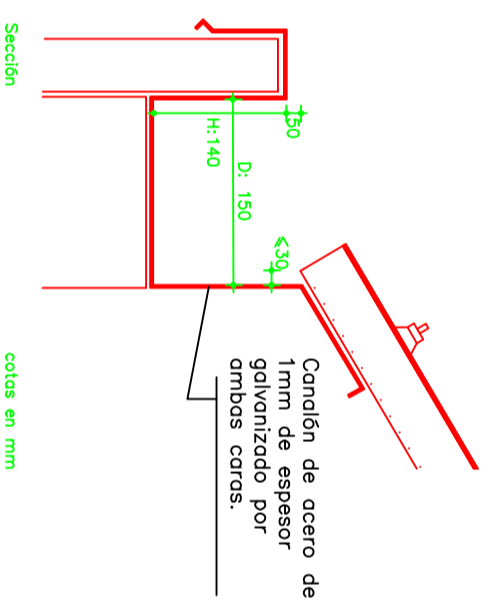 50
H:140
D: 150
≤30
Canalón de acero de
1mm de espesor
galvanizado por
ambas caras.
Sección
cotas en mm